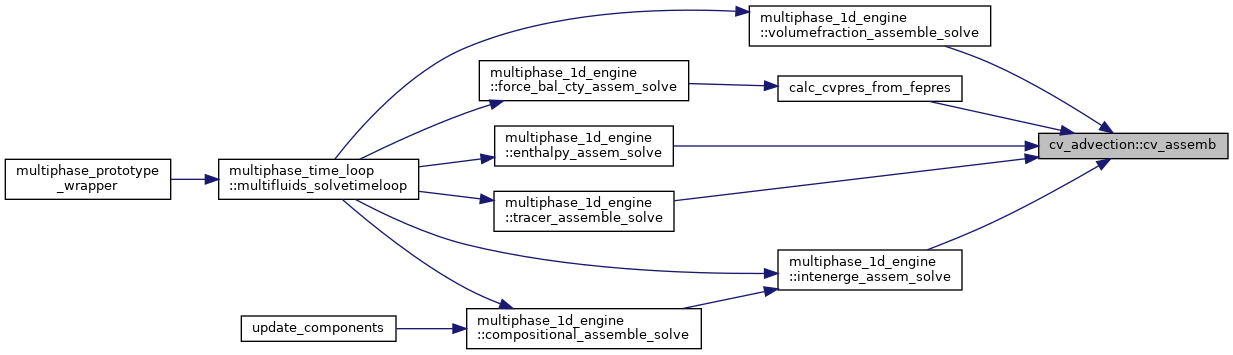 multiphase_1d_engine
::volumefraction_assemble_solve
multiphase_1d_engine
::force_bal_cty_assem_solve
calc_cvpres_from_fepres
multiphase_1d_engine
::enthalpy_assem_solve
cv_advection::cv_assemb
multiphase_prototype
_wrapper
multiphase_time_loop
::multifluids_solvetimeloop
multiphase_1d_engine
::tracer_assemble_solve
multiphase_1d_engine
::intenerge_assem_solve
update_components
multiphase_1d_engine
::compositional_assemble_solve